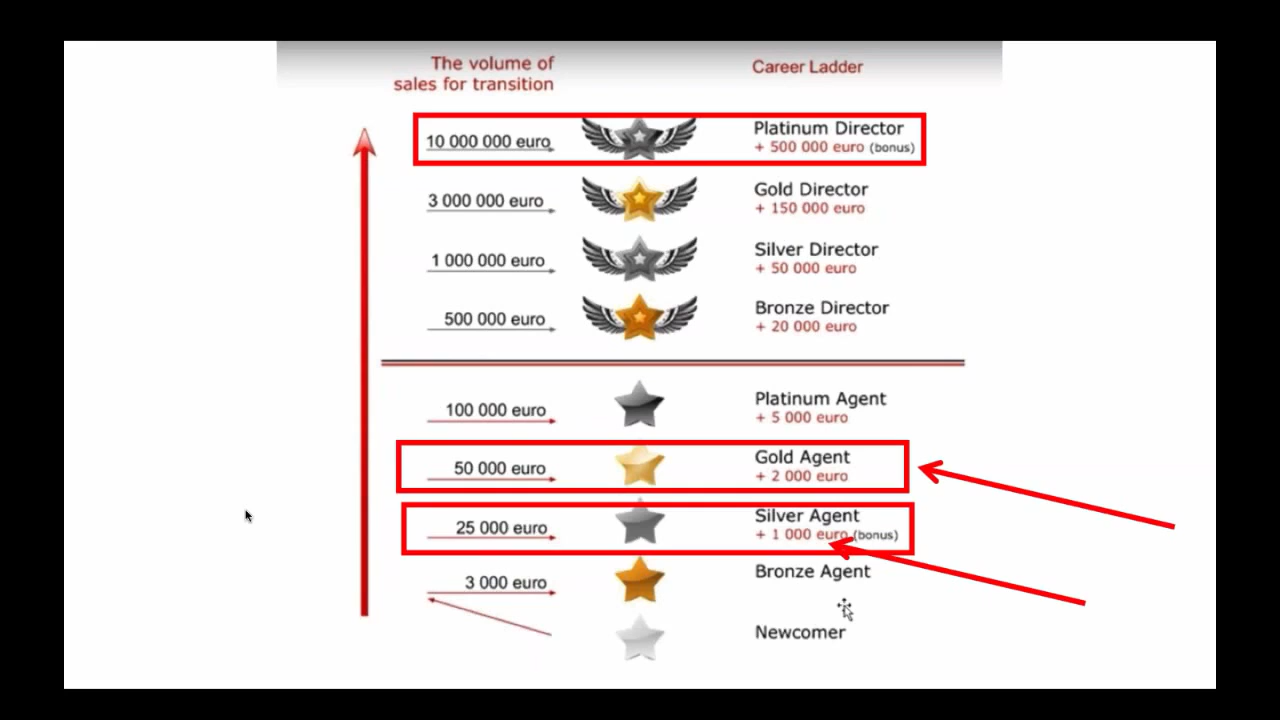 The volume of
sales for transition
Career Ladder
10 000 000 euro
Platinum Director
+ 500 000 euro (bonus)
3 000 000 euro
Gold Director
+ 150 000 euro
1 000 000 euro
Silver Director
+ 50 000 euro
500 000 euro
Bronze Director
+ 20 000 euro
100 000 euro
Platinum Agent
+ 5 000 euro
50 000 euro
Gold Agent
+ 2 000 euro
25 000 euro
Silver Agent
+ 1 000 euro (bonus)
3 000 euro
Bronze Agent
Newcomer